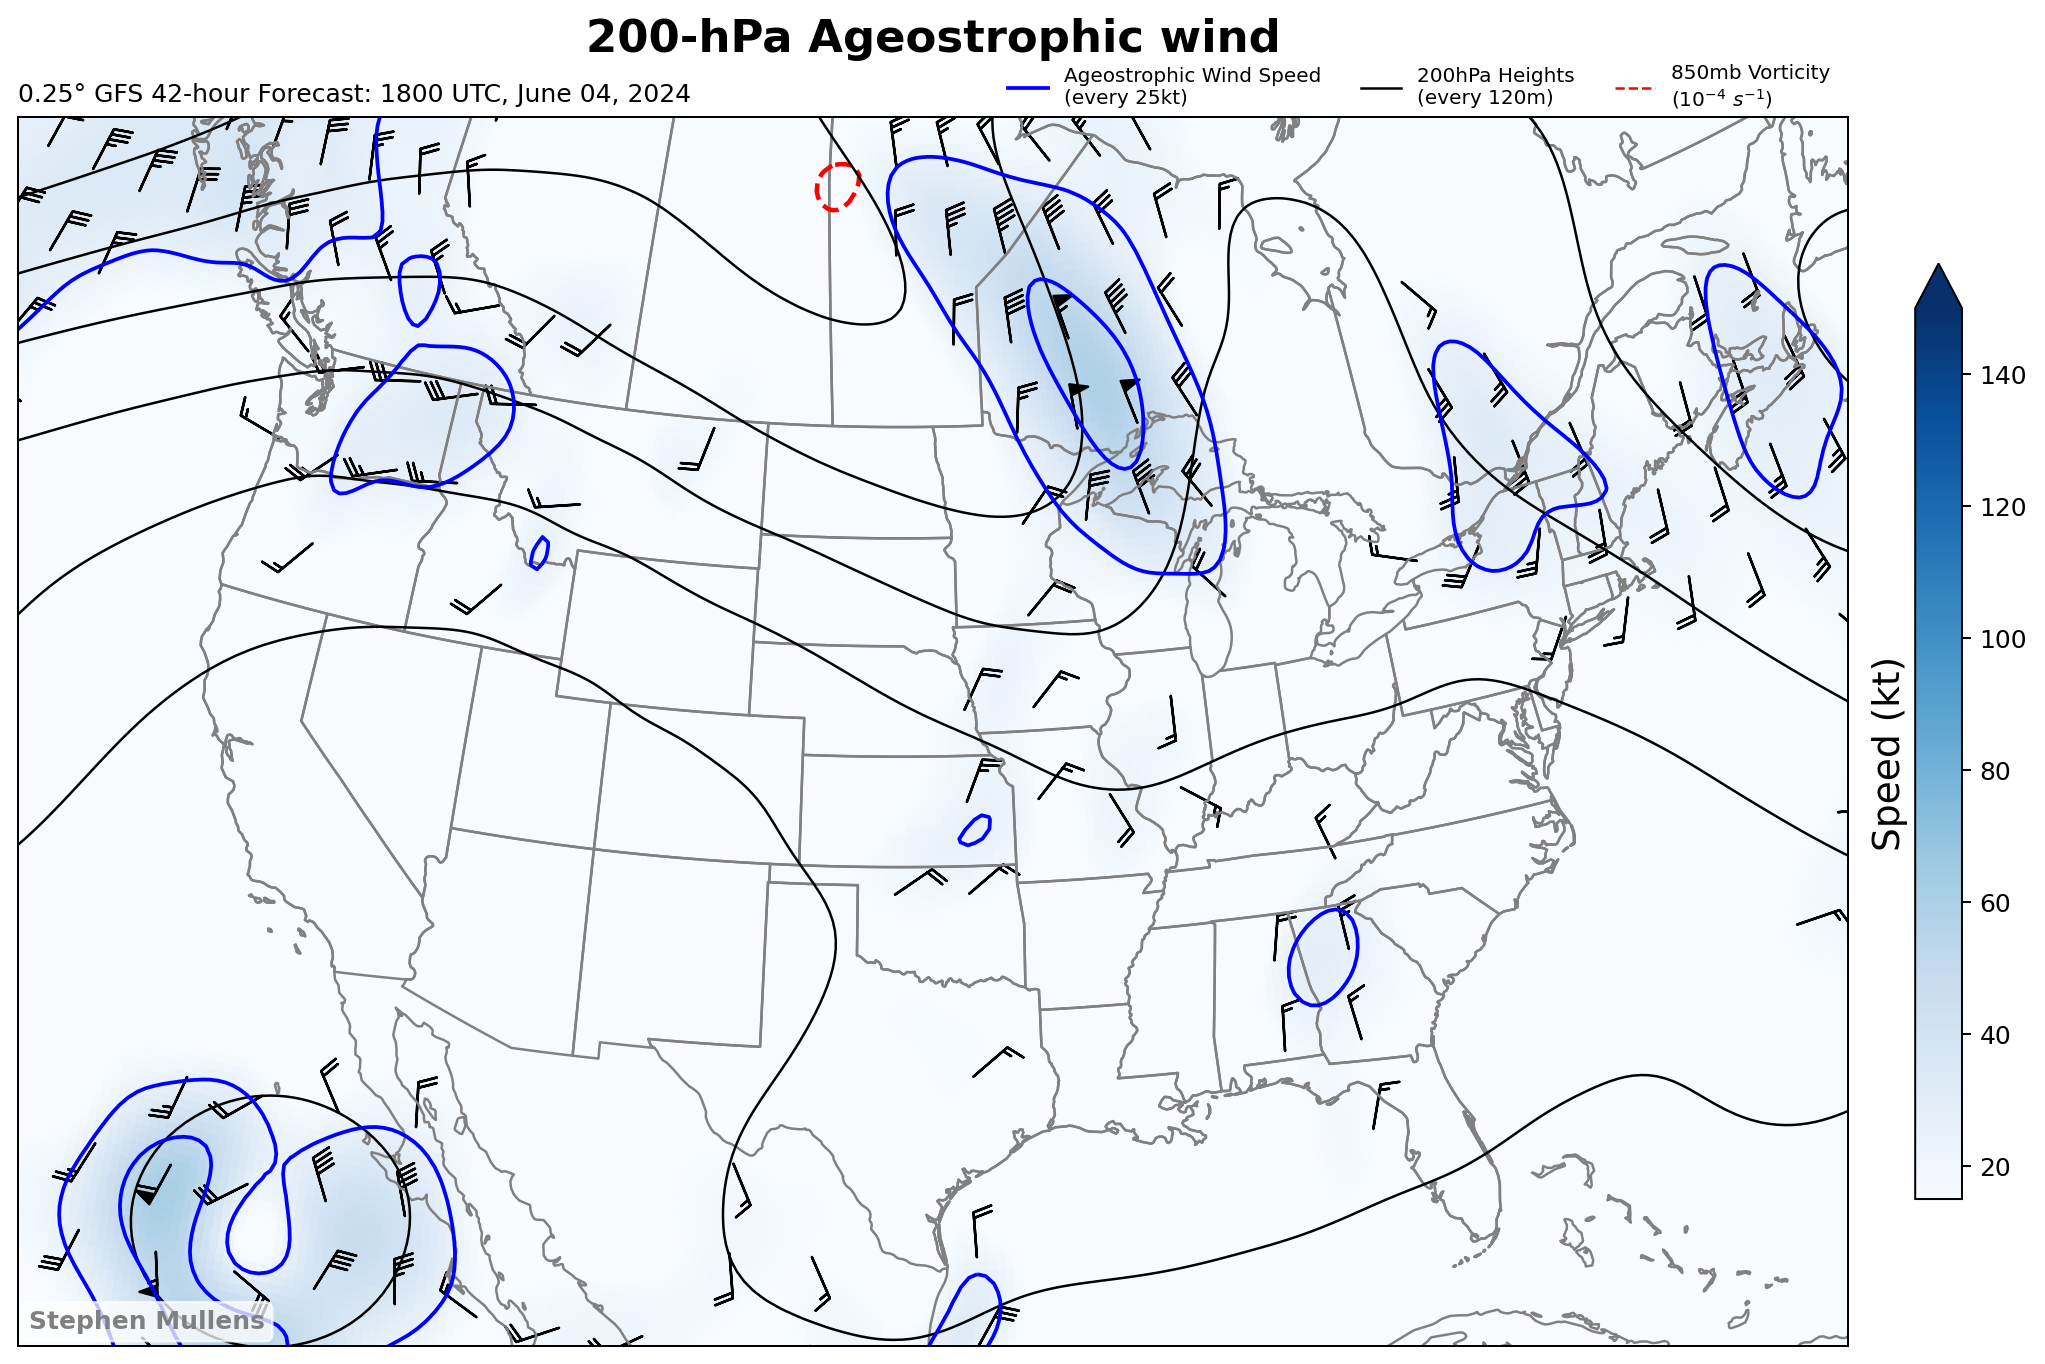 200-hPa Ageostrophic wind
0.25° GFS 42-hour Forecast: 1800 UTC, June 04, 2024
Ageostrophic Wind Speed
(every 25kt)
200hPa Heights
(every 120m)
850mb Vorticity
(10⁻⁴ s⁻¹)
140
120
100
80
60
40
20
Speed (kt)
Stephen Mullens